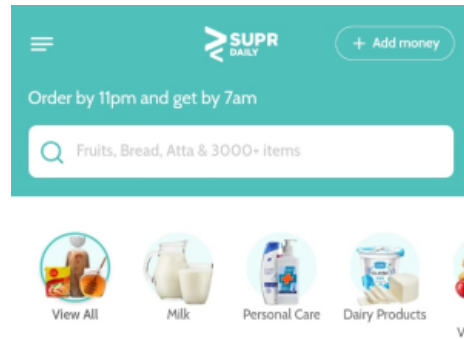 SUPR
DAILY
+ Add money
Order by 11pm and get by 7am
Fruits, Bread, Atta & 3000+ items
View All
Milk
Personal Care
Dairy Products
V